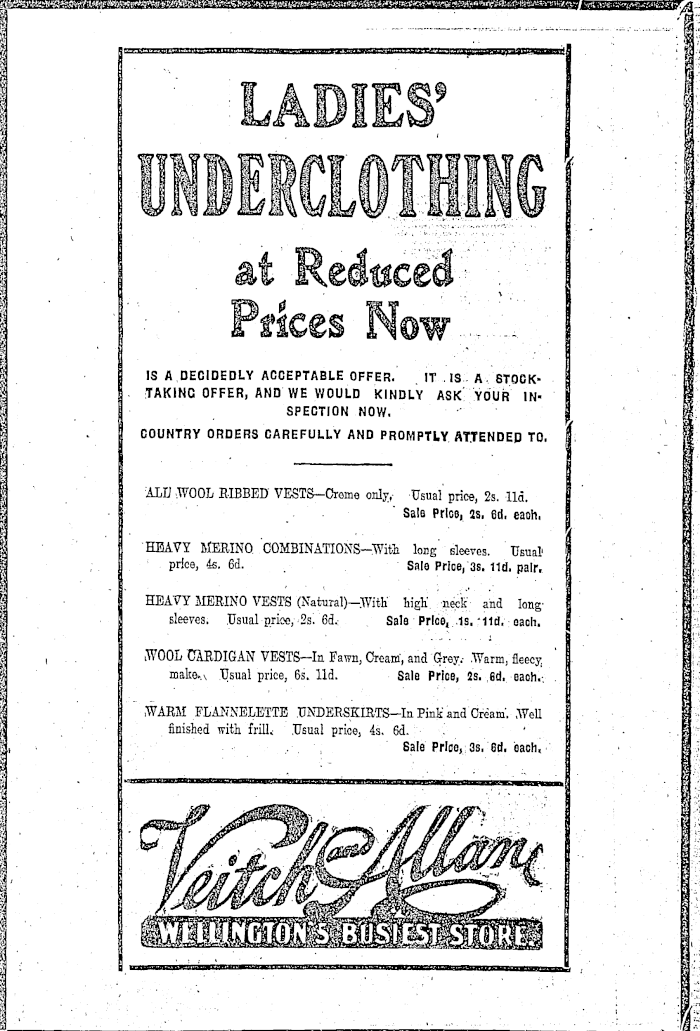 LADIES'
UNDERCLOTHING
at Reduced
Prices Now
IS A DECIDEDLY ACCEPTABLE OFFER. IT IS A STOCK-
TAKING OFFER, AND WE WOULD KINDLY ASK YOUR IN-
SPECTION NOW.
COUNTRY ORDERS CAREFULLY AND PROMPTLY ATTENDED TO.
ALL WOOL RIBBED VESTS—Creme only. Usual price, 2s. 11d.
Sale Price, 2s. 6d. each.
HEAVY MERINO COMBINATIONS—With long sleeves. Usual
price, 4s. 6d. Sale Price, 3s. 11d. pair.
HEAVY MERINO VESTS (Natural)—With high neck and long
sleeves. Usual price, 2s. 6d. Sale Price, 1s. 11d. each.
WOOL CARDIGAN VESTS—In Fawn, Cream, and Grey. Warm, fleecy
make. Usual price, 6s. 11d. Sale Price, 2s. 6d. each.
WARM FLANNELETTE UNDERSKIRTS—In Pink and Cream. Well
finished with frill. Usual price, 4s. 6d.
Sale Price, 3s. 6d. each.
Veitch and Allan
WELLINGTON'S BUSIEST STORE.